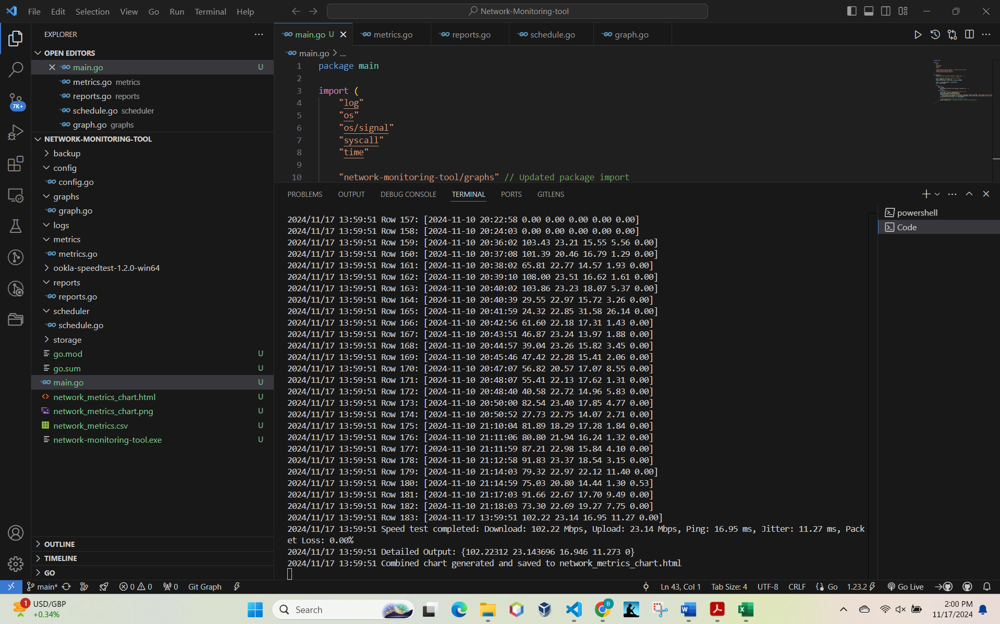 File Edit Selection View Go Run Terminal Help
Network-Monitoring-tool
EXPLORER
OPEN EDITORS
main.go U
metrics.go metrics
reports.go reports
schedule.go scheduler
graph.go graphs
NETWORK-MONITORING-TOOL
backup
config
GO config.go
graphs
GO graph.go
logs
metrics
GO metrics.go
ookla-speedtest-1.2.0-win64
reports
GO reports.go
scheduler
GO schedule.go
storage
go.mod U
go.sum U
GO main.go U
network_metrics_chart.html U
network_metrics_chart.png U
network_metrics.csv U
network-monitoring-tool.exe U
OUTLINE
TIMELINE
GO
7K+
GO main.go U GO metrics.go GO reports.go GO schedule.go GO graph.go
GO main.go > ...
1 package main
2
3 import (
4 "log"
5 "os"
6 "os/signal"
7 "syscall"
8 "time"
9
10 "network-monitoring-tool/graphs" // Updated package import
PROBLEMS OUTPUT DEBUG CONSOLE TERMINAL PORTS GITLENS
powershell
Code
2024/11/17 13:59:51 Row 157: [2024-11-10 20:22:58 0.00 0.00 0.00 0.00 0.00]
2024/11/17 13:59:51 Row 158: [2024-11-10 20:24:03 0.00 0.00 0.00 0.00 0.00]
2024/11/17 13:59:51 Row 159: [2024-11-10 20:36:02 103.43 23.21 15.55 5.56 0.00]
2024/11/17 13:59:51 Row 160: [2024-11-10 20:37:08 101.39 20.46 16.79 1.29 0.00]
2024/11/17 13:59:51 Row 161: [2024-11-10 20:38:02 65.81 22.77 14.57 1.93 0.00]
2024/11/17 13:59:51 Row 162: [2024-11-10 20:39:10 108.00 23.51 16.62 1.61 0.00]
2024/11/17 13:59:51 Row 163: [2024-11-10 20:40:02 103.86 23.23 18.07 5.37 0.00]
2024/11/17 13:59:51 Row 164: [2024-11-10 20:40:39 29.55 22.97 15.72 3.26 0.00]
2024/11/17 13:59:51 Row 165: [2024-11-10 20:41:59 24.32 22.85 31.58 26.14 0.00]
2024/11/17 13:59:51 Row 166: [2024-11-10 20:42:56 61.60 22.18 17.31 1.43 0.00]
2024/11/17 13:59:51 Row 167: [2024-11-10 20:43:51 46.87 23.24 13.97 1.88 0.00]
2024/11/17 13:59:51 Row 168: [2024-11-10 20:44:57 39.04 23.26 15.82 3.45 0.00]
2024/11/17 13:59:51 Row 169: [2024-11-10 20:45:46 47.42 22.28 15.41 2.06 0.00]
2024/11/17 13:59:51 Row 170: [2024-11-10 20:47:07 56.82 20.57 17.07 8.55 0.00]
2024/11/17 13:59:51 Row 171: [2024-11-10 20:48:07 55.41 22.13 17.62 1.31 0.00]
2024/11/17 13:59:51 Row 172: [2024-11-10 20:48:40 40.58 22.72 14.96 5.83 0.00]
2024/11/17 13:59:51 Row 173: [2024-11-10 20:50:00 82.54 23.40 17.85 4.77 0.00]
2024/11/17 13:59:51 Row 174: [2024-11-10 20:50:52 27.73 22.75 14.07 2.71 0.00]
2024/11/17 13:59:51 Row 175: [2024-11-10 21:10:04 81.89 18.29 17.28 1.84 0.00]
2024/11/17 13:59:51 Row 176: [2024-11-10 21:11:06 80.80 21.94 16.24 1.32 0.00]
2024/11/17 13:59:51 Row 177: [2024-11-10 21:11:59 87.21 22.98 15.84 4.10 0.00]
2024/11/17 13:59:51 Row 178: [2024-11-10 21:12:58 91.83 23.37 18.54 3.15 0.00]
2024/11/17 13:59:51 Row 179: [2024-11-10 21:14:03 79.32 22.97 22.12 11.40 0.00]
2024/11/17 13:59:51 Row 180: [2024-11-10 21:14:59 75.03 20.80 14.44 1.30 0.53]
2024/11/17 13:59:51 Row 181: [2024-11-10 21:17:03 91.66 22.67 17.70 9.49 0.00]
2024/11/17 13:59:51 Row 182: [2024-11-10 21:18:03 73.30 22.69 19.27 7.75 0.00]
2024/11/17 13:59:51 Row 183: [2024-11-17 13:59:51 102.22 23.14 16.95 11.27 0.00]
2024/11/17 13:59:51 Speed test completed: Download: 102.22 Mbps, Upload: 23.14 Mbps, Ping: 16.95 ms, Jitter: 11.27 ms, Pack
et Loss: 0.00%
2024/11/17 13:59:51 Detailed Output: {102.22312 23.143696 16.946 11.273 0}
2024/11/17 13:59:51 Combined chart generated and saved to network_metrics_chart.html
main* 0 0 0 Git Graph Ln 43, Col 1 Tab Size: 4 UTF-8 CRLF Go 1.23.2 Go Live
1 USD/GBP
+0.34%
Search
2:00 PM
11/17/2024